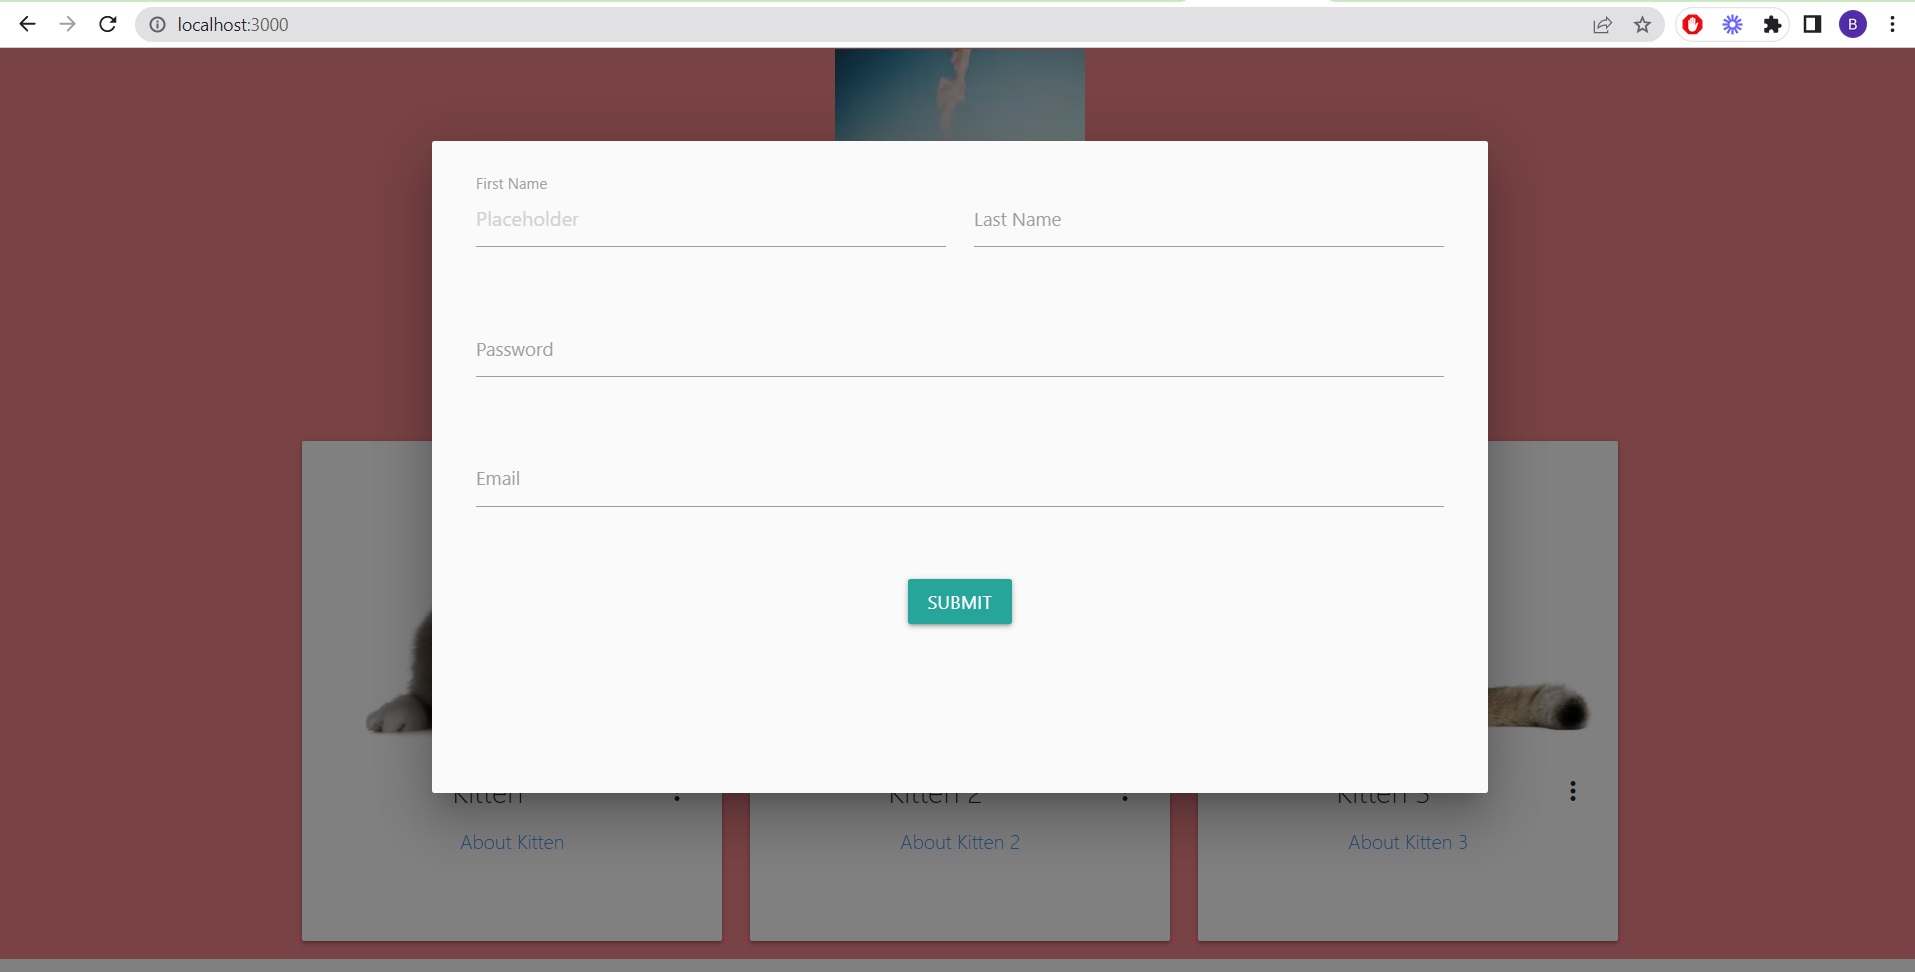 localhost:3000
B
First Name
Placeholder
Last Name
Password
Email
SUBMIT
Kitten
Kitten 2
Kitten 3
About Kitten
About Kitten 2
About Kitten 3